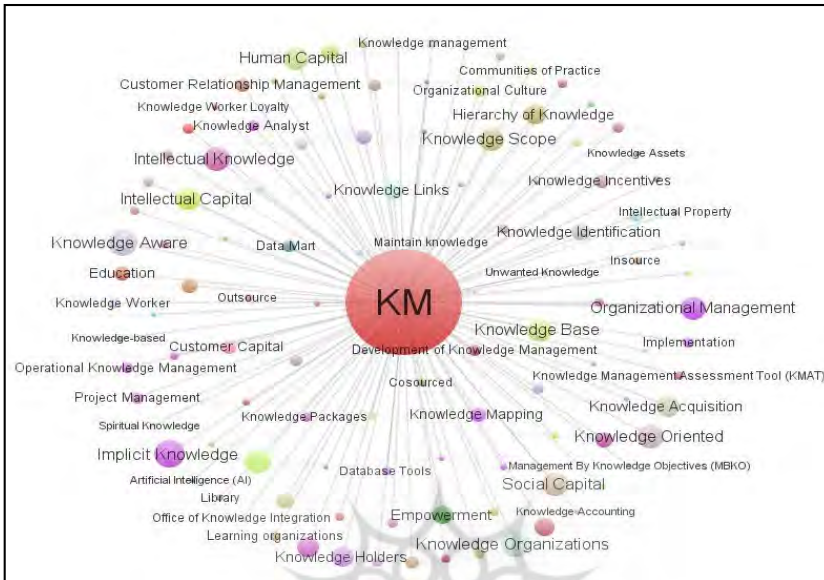 Knowledge management
Human Capital
Communities of Practice
Customer Relationship Management
Organizational Culture
Knowledge Worker Loyalty
Hierarchy of Knowledge
Knowledge Analyst
Knowledge Scope
Intellectual Knowledge
Knowledge Assets
Knowledge Links
Knowledge Incentives
Intellectual Capital
Intellectual Property
Knowledge Identification
Knowledge Aware
Data Mart
Maintain knowledge
Insource
Education
Unwanted Knowledge
Knowledge Worker
Outsource
KM
Organizational Management
Knowledge Base
Knowledge-based
Customer Capital
Development of Knowledge Management
Implementation
Operational Knowledge Management
Cosourced
Knowledge Management Assessment Tool (KMAT)
Project Management
Knowledge Packages
Knowledge Mapping
Knowledge Acquisition
Spiritual Knowledge
Knowledge Oriented
Implicit Knowledge
Database Tools
Management By Knowledge Objectives (MBKO)
Artificial Intelligence (AI)
Social Capital
Library
Office of Knowledge Integration
Empowerment
Knowledge Accounting
Learning organizations
Knowledge Holders
Knowledge Organizations